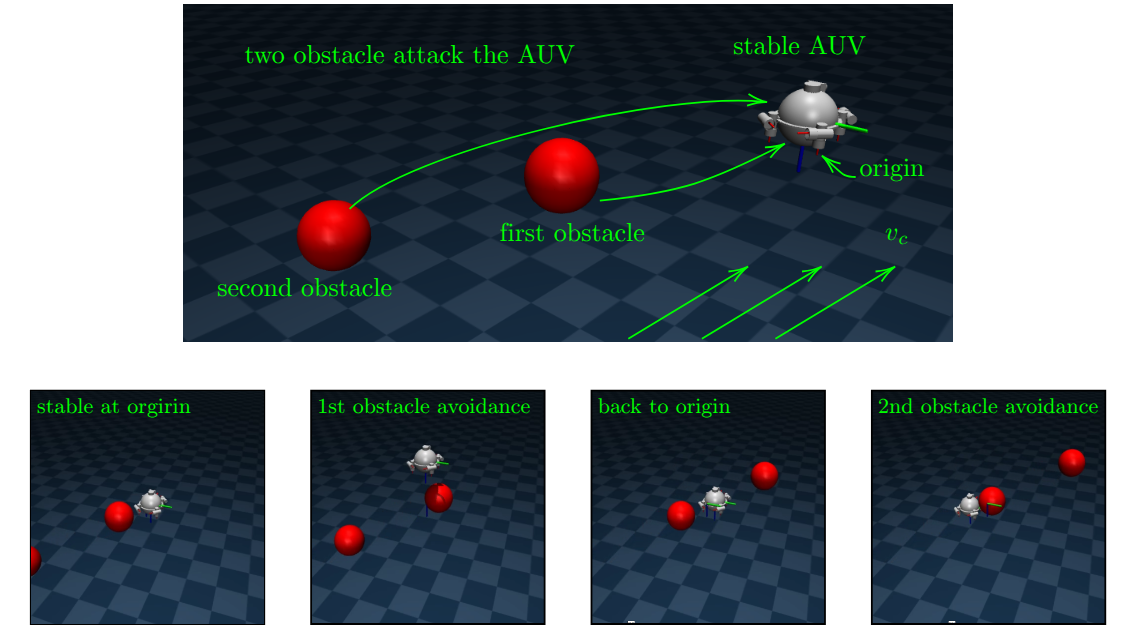 two obstacle attack the AUV
stable AUV
origin
first obstacle
v_c
second obstacle
stable at orgirin
1st obstacle avoidance
back to origin
2nd obstacle avoidance